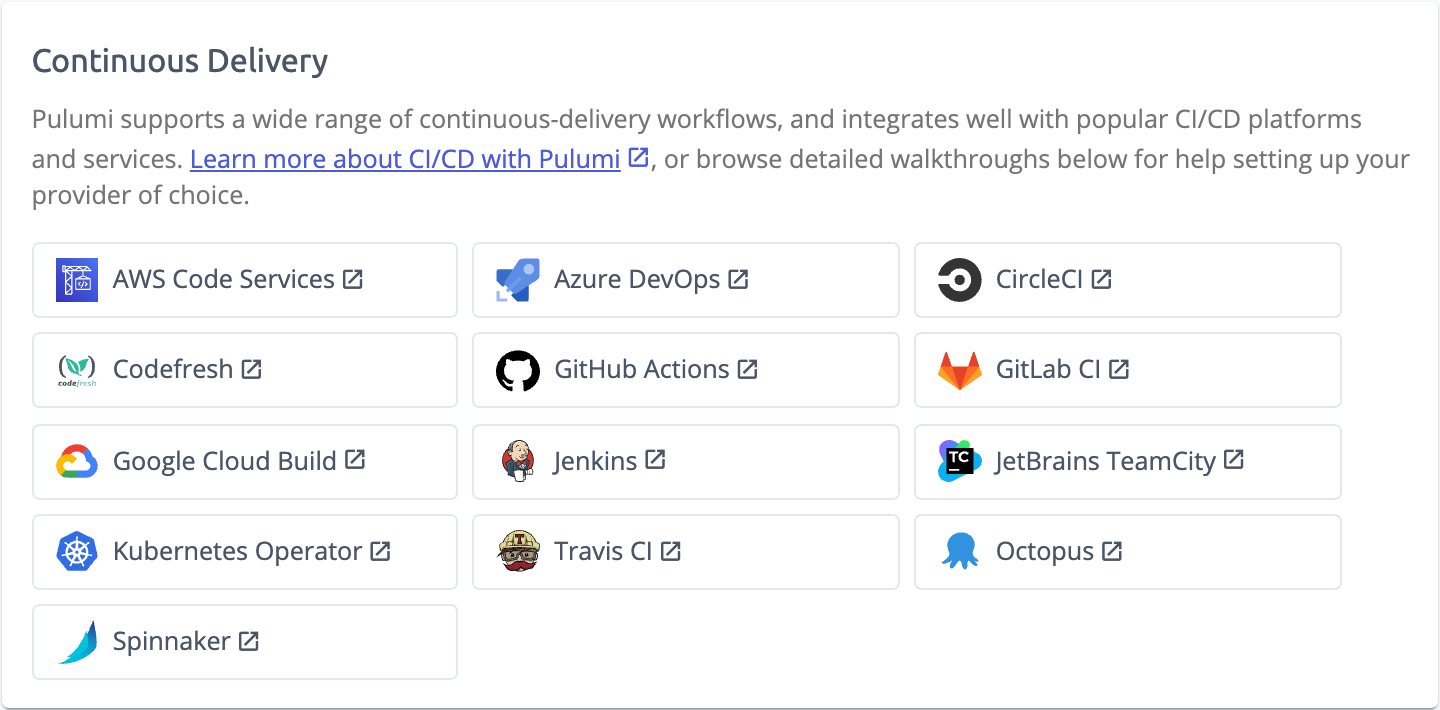 Continuous Delivery
Pulumi supports a wide range of continuous-delivery workflows, and integrates well with popular CI/CD platforms
and services. Learn more about CI/CD with Pulumi, or browse detailed walkthroughs below for help setting up your
provider of choice.
AWS Code Services
Azure DevOps
CircleCI
codefresh
Codefresh
GitHub Actions
GitLab CI
Google Cloud Build
Jenkins
TC
JetBrains TeamCity
Kubernetes Operator
T
Travis CI
Octopus
Spinnaker